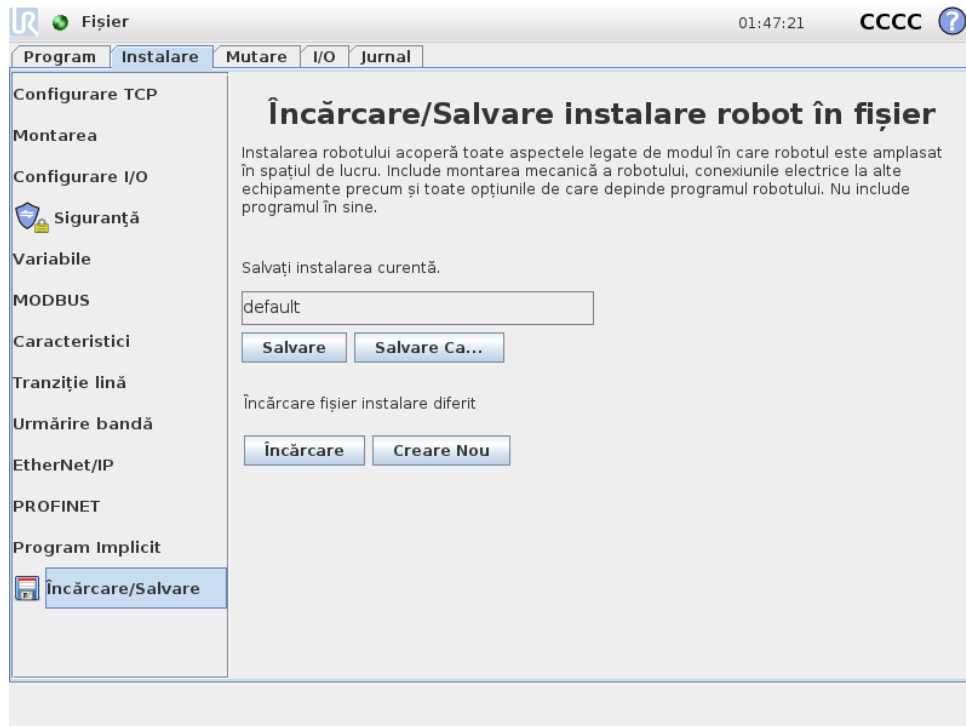 UR Fișier 01:47:21 CCCC ?
Program Instalare Mutare I/O Jurnal
Configurare TCP
Montarea
Configurare I/O
Siguranță
Variabile
MODBUS
Caracteristici
Tranziție lină
Urmărire bandă
EtherNet/IP
PROFINET
Program Implicit
Încărcare/Salvare
Încărcare/Salvare instalare robot în fișier
Instalarea robotului acoperă toate aspectele legate de modul în care robotul este amplasat
în spațiul de lucru. Include montarea mecanică a robotului, conexiunile electrice la alte
echipamente precum și toate opțiunile de care depinde programul robotului. Nu include
programul în sine.
Salvați instalarea curentă.
default
Salvare Salvare Ca...
Încărcare fișier instalare diferit
Încărcare Creare Nou